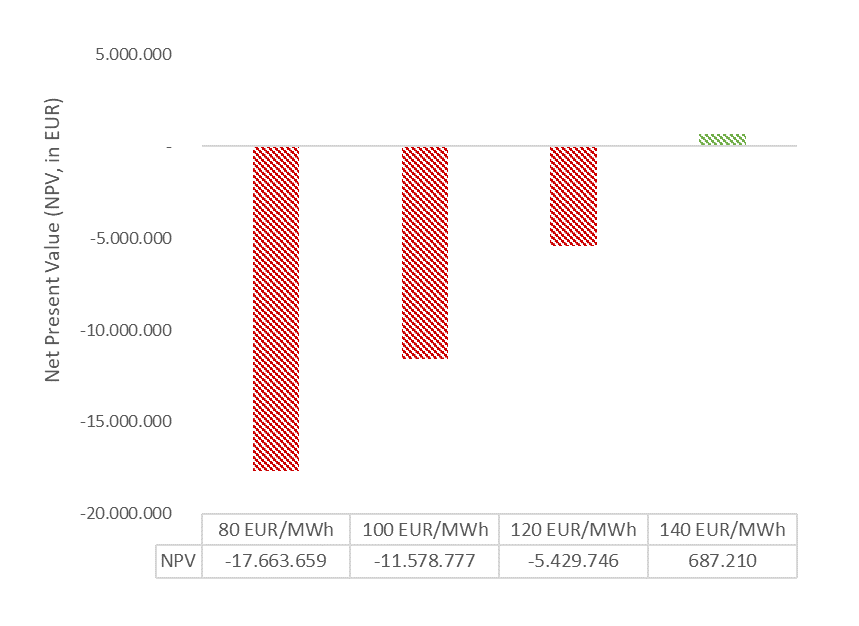 Net Present Value (NPV, in EUR)
5.000.000
-
-5.000.000
-10.000.000
-15.000.000
-20.000.000
80 EUR/MWh 100 EUR/MWh 120 EUR/MWh 140 EUR/MWh
NPV -17.663.659 -11.578.777 -5.429.746 687.210